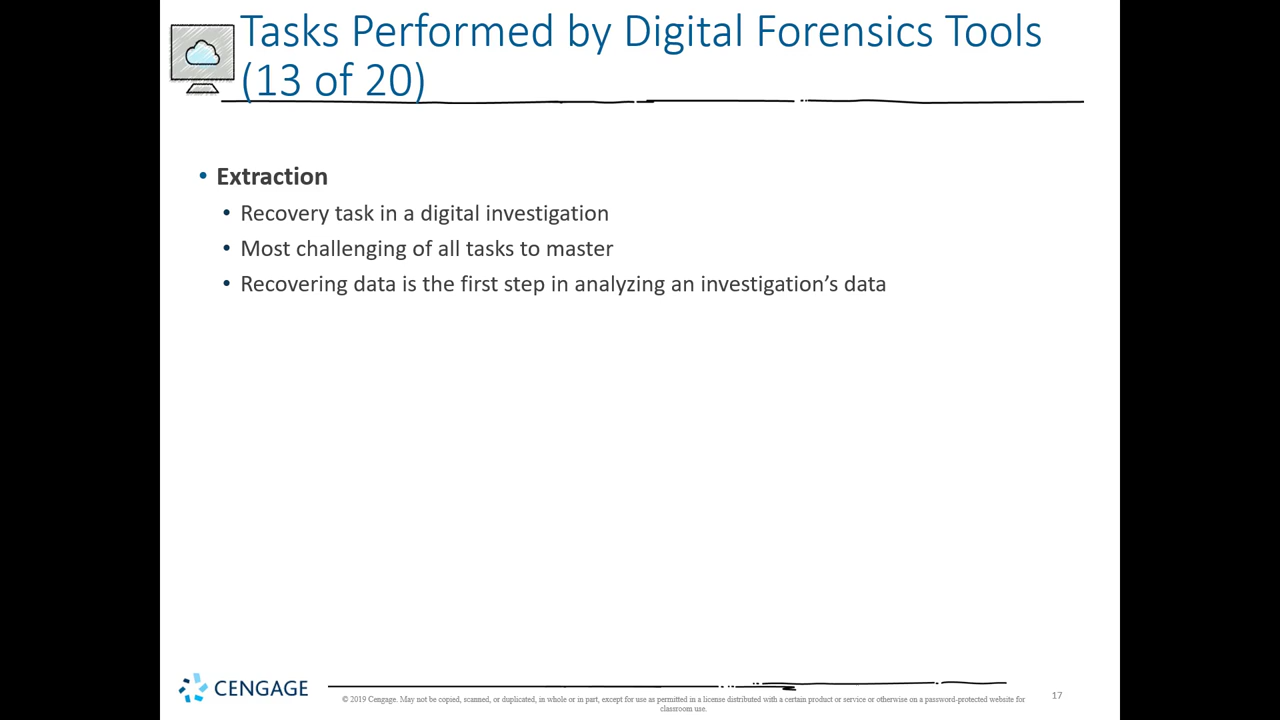 Tasks Performed by Digital Forensics Tools
(13 of 20)
• Extraction
• Recovery task in a digital investigation
• Most challenging of all tasks to master
• Recovering data is the first step in analyzing an investigation’s data
CENGAGE
© 2019 Cengage. May not be copied, scanned, or duplicated, in whole or in part, except for use as permitted in a license distributed with a certain product or service or otherwise on a password-protected website for
classroom use.
17